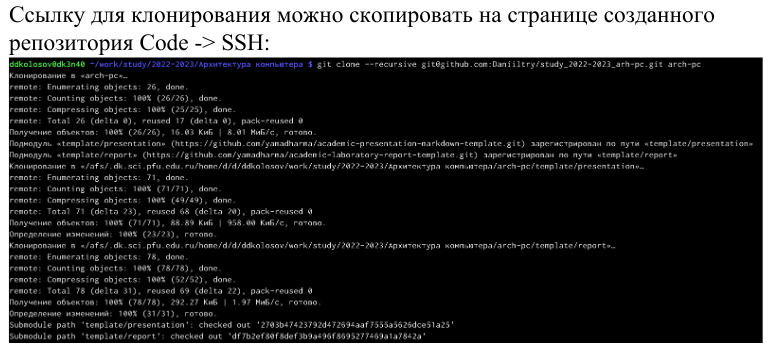 Ссылку для клонирования можно скопировать на странице созданного
репозитория Code -> SSH:
ddkolosov@dk3n40 ~/work/study/2022-2023/Архитектура компьютера $ git clone --recursive git@github.com:Daniiltry/study_2022-2023_arh-pc.git arch-pc
Клонирование в «arch-pc»…
remote: Enumerating objects: 26, done.
remote: Counting objects: 100% (26/26), done.
remote: Compressing objects: 100% (25/25), done.
remote: Total 26 (delta 0), reused 17 (delta 0), pack-reused 0
Получение объектов: 100% (26/26), 16.03 КиБ | 8.01 МиБ/с, готово.
Подмодуль «template/presentation» (https://github.com/yamadharma/academic-presentation-markdown-template.git) зарегистрирован по пути «template/presentation»
Подмодуль «template/report» (https://github.com/yamadharma/academic-laboratory-report-template.git) зарегистрирован по пути «template/report»
Клонирование в «/afs/.dk.sci.pfu.edu.ru/home/d/d/ddkolosov/work/study/2022-2023/Архитектура компьютера/arch-pc/template/presentation»…
remote: Enumerating objects: 71, done.
remote: Counting objects: 100% (71/71), done.
remote: Compressing objects: 100% (49/49), done.
remote: Total 71 (delta 23), reused 68 (delta 20), pack-reused 0
Получение объектов: 100% (71/71), 88.89 КиБ | 958.00 КиБ/с, готово.
Определение изменений: 100% (23/23), готово.
Клонирование в «/afs/.dk.sci.pfu.edu.ru/home/d/d/ddkolosov/work/study/2022-2023/Архитектура компьютера/arch-pc/template/report»…
remote: Enumerating objects: 78, done.
remote: Counting objects: 100% (78/78), done.
remote: Compressing objects: 100% (52/52), done.
remote: Total 78 (delta 31), reused 69 (delta 22), pack-reused 0
Получение объектов: 100% (78/78), 292.27 КиБ | 1.97 МиБ/с, готово.
Определение изменений: 100% (31/31), готово.
Submodule path 'template/presentation': checked out '2703b47423792d472694aaf7555a5626dce51a25'
Submodule path 'template/report': checked out 'df7b2ef80f8def3b9a496f8695277469a1a7842a'